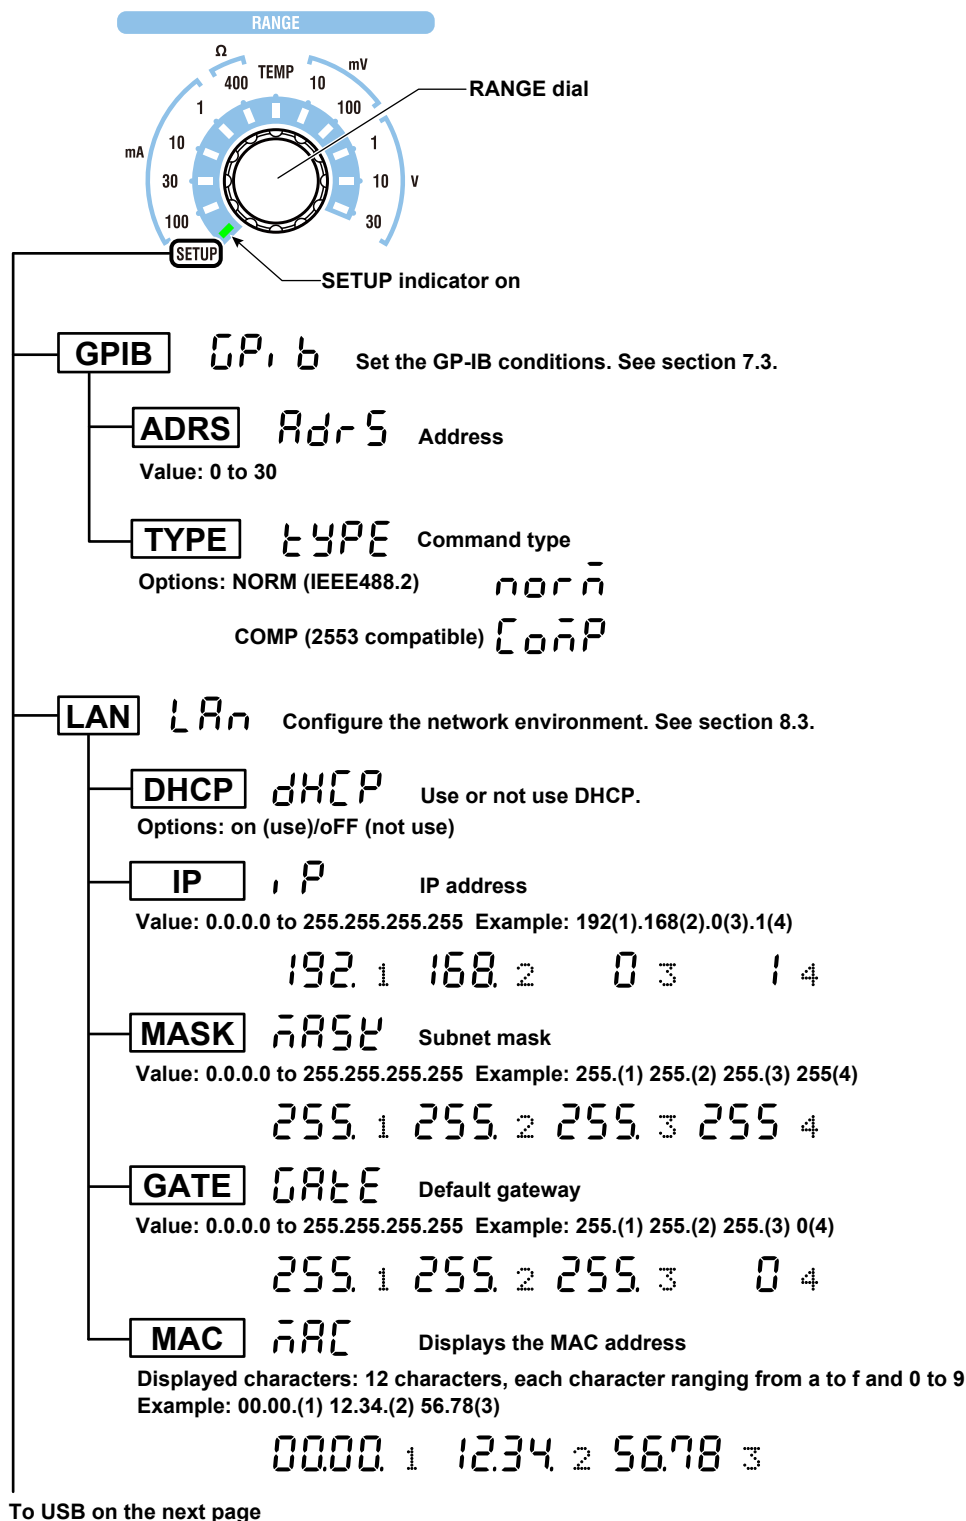 RANGE
Ω
mV
400 TEMP 10
1 100
10 1
mA
30 10 V
100 30
SETUP
RANGE dial
SETUP indicator on
GPIB GPib Set the GP-IB conditions. See section 7.3.
ADRS AdrS Address
Value: 0 to 30
TYPE tYPE Command type
Options: NORM (IEEE488.2) norm
COMP (2553 compatible) ComP
LAN LAn Configure the network environment. See section 8.3.
DHCP dHCP Use or not use DHCP.
Options: on (use)/oFF (not use)
IP iP IP address
Value: 0.0.0.0 to 255.255.255.255 Example: 192(1).168(2).0(3).1(4)
192. 1 168. 2 0 3 1 4
MASK mASK Subnet mask
Value: 0.0.0.0 to 255.255.255.255 Example: 255.(1) 255.(2) 255.(3) 255(4)
255. 1 255. 2 255. 3 255 4
GATE GAtE Default gateway
Value: 0.0.0.0 to 255.255.255.255 Example: 255.(1) 255.(2) 255.(3) 0(4)
255. 1 255. 2 255. 3 0 4
MAC mAC Displays the MAC address
Displayed characters: 12 characters, each character ranging from a to f and 0 to 9
Example: 00.00.(1) 12.34.(2) 56.78(3)
00.00. 1 12.34. 2 56.78 3
To USB on the next page